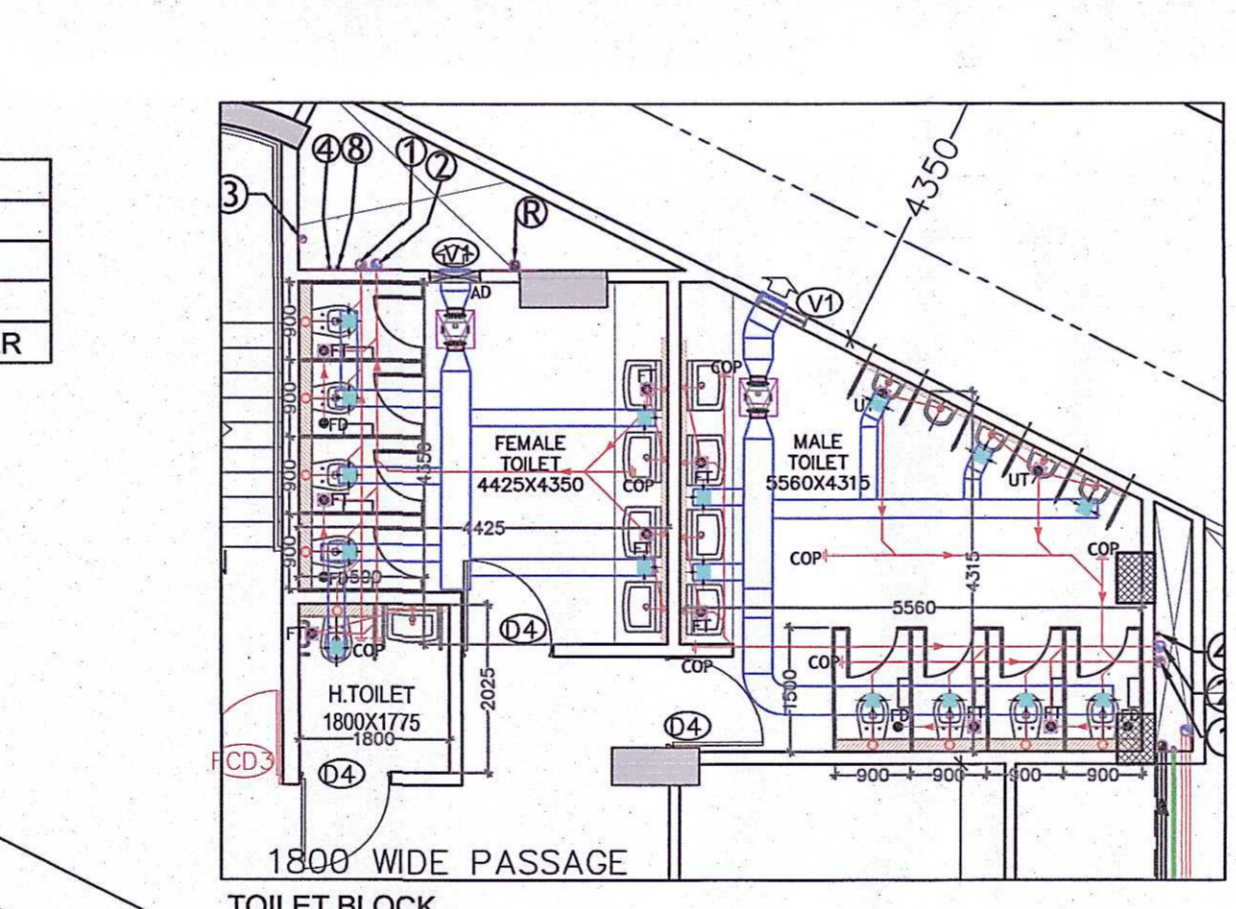 R
4350
4 8 1 2
3
R
V1
AD
V1
900
FT
FT
COP
900
FD
UT
4350
FEMALE
TOILET
4425X4350
MALE
TOILET
5560X4315
900
FT
COP
FT
UT
4425
900
FT
COP
COP
4315
5560
FT
D4
FT
COP
COP
COP
1500
2025
H.TOILET
1800X1775
1800
FD
FT
FT
D4
FCD3
D4
900
900
900
900
1800 WIDE PASSAGE
TOILET BLOCK